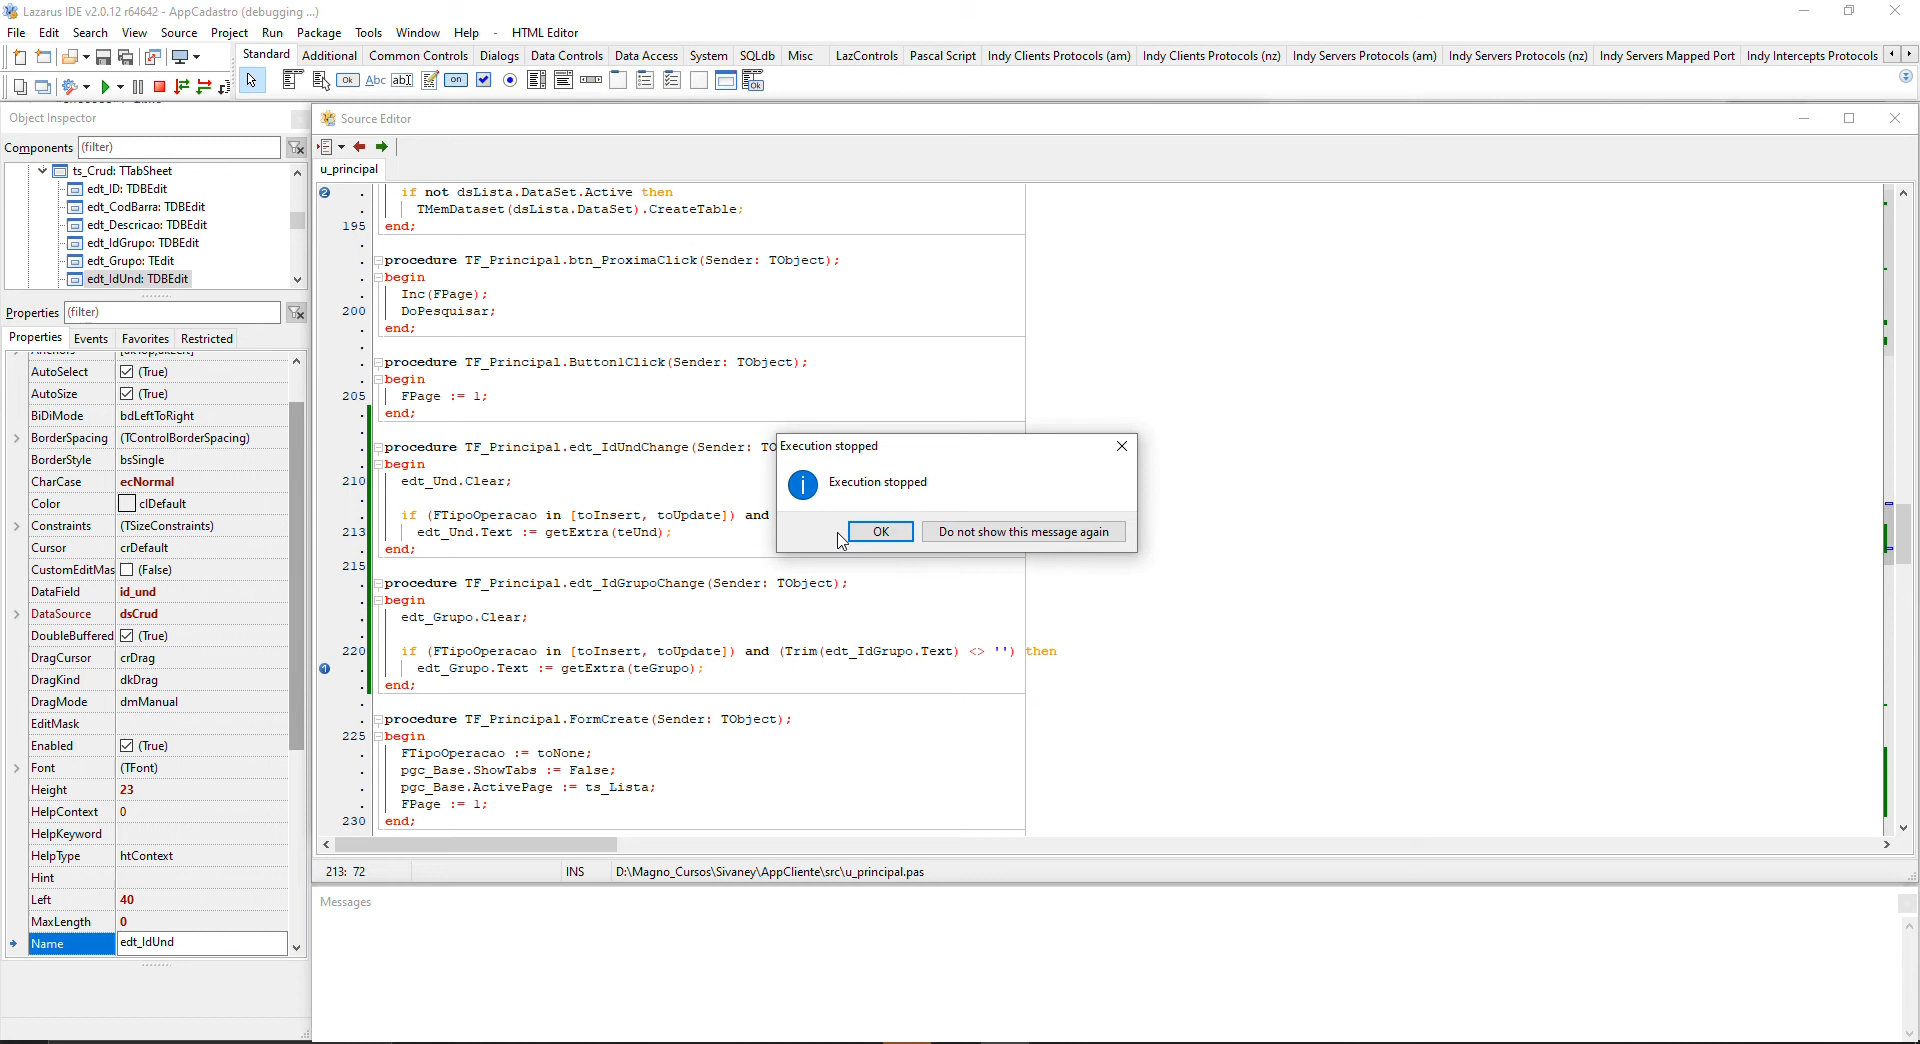 Lazarus IDE v2.0.12 r64642 - AppCadastro (debugging ...)
File Edit Search View Source Project Run Package Tools Window Help - HTML Editor
Standard Additional Common Controls Dialogs Data Controls Data Access System SQLdb Misc LazControls Pascal Script Indy Clients Protocols (am) Indy Clients Protocols (nz) Indy Servers Protocols (am) Indy Servers Protocols (nz) Indy Servers Mapped Port Indy Intercepts Protocols
Ok Abc abI on Ok
Object Inspector
Components (filter)
ts_Crud: TTabSheet
edt_ID: TDBEdit
edt_CodBarra: TDBEdit
edt_Descricao: TDBEdit
edt_IdGrupo: TDBEdit
edt_Grupo: TEdit
edt_IdUnd: TDBEdit
Properties (filter)
Properties Events Favorites Restricted
AutoSelect (True)
AutoSize (True)
BiDiMode bdLeftToRight
BorderSpacing (TControlBorderSpacing)
BorderStyle bsSingle
CharCase ecNormal
Color clDefault
Constraints (TSizeConstraints)
Cursor crDefault
CustomEditMas (False)
DataField id_und
DataSource dsCrud
DoubleBuffered (True)
DragCursor crDrag
DragKind dkDrag
DragMode dmManual
EditMask
Enabled (True)
Font (TFont)
Height 23
HelpContext 0
HelpKeyword
HelpType htContext
Hint
Left 40
MaxLength 0
Name edt_IdUnd
Source Editor
u_principal
2 if not dsLista.DataSet.Active then
TMemDataset(dsLista.DataSet).CreateTable;
195 end;
procedure TF_Principal.btn_ProximaClick(Sender: TObject);
begin
Inc(FPage);
200 DoPesquisar;
end;
procedure TF_Principal.Button1Click(Sender: TObject);
begin
205 FPage := 1;
end;
procedure TF_Principal.edt_IdUndChange(Sender: TO
begin
210 edt_Und.Clear;
if (FTipoOperacao in [toInsert, toUpdate]) and
213 edt_Und.Text := getExtra(teUnd);
end;
215
procedure TF_Principal.edt_IdGrupoChange(Sender: TObject);
begin
edt_Grupo.Clear;
220 if (FTipoOperacao in [toInsert, toUpdate]) and (Trim(edt_IdGrupo.Text) <> '') then
1 edt_Grupo.Text := getExtra(teGrupo);
end;
procedure TF_Principal.FormCreate(Sender: TObject);
225 begin
FTipoOperacao := toNone;
pgc_Base.ShowTabs := False;
pgc_Base.ActivePage := ts_Lista;
FPage := 1;
230 end;
Execution stopped
Execution stopped
OK Do not show this message again
213: 72 INS D:\Magno_Cursos\Sivaney\AppCliente\src\u_principal.pas
Messages